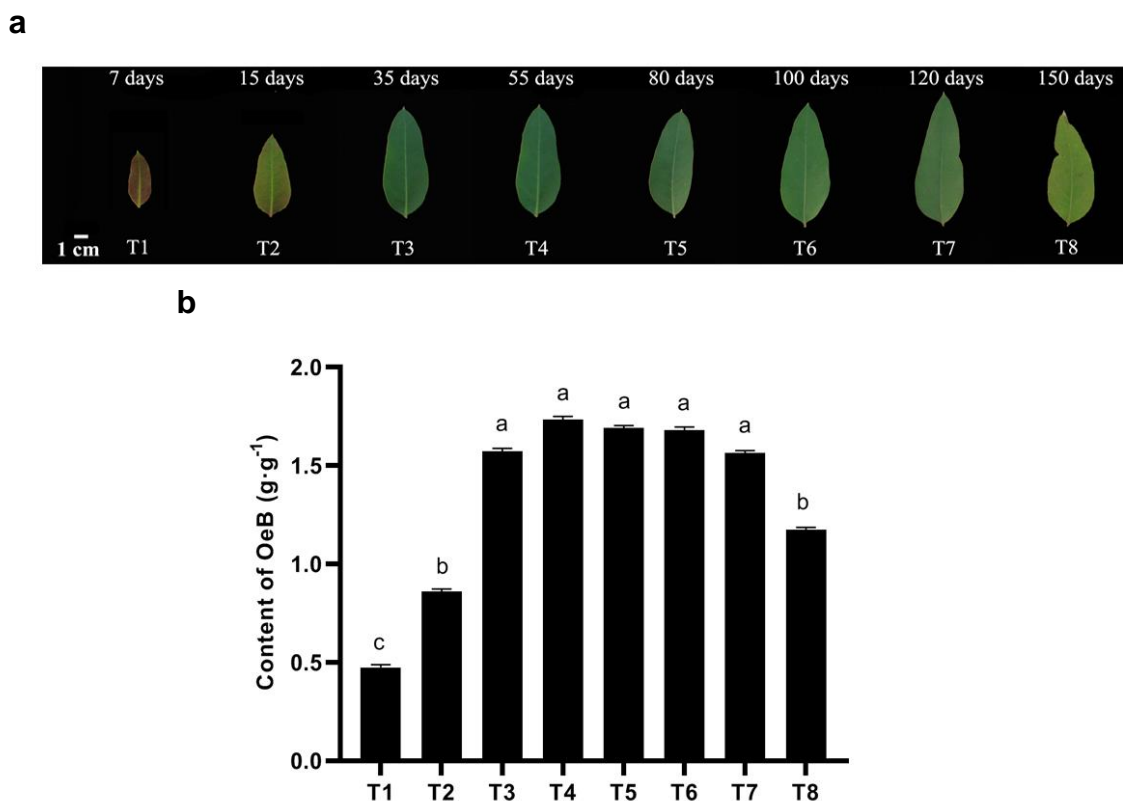 a
7 days 15 days 35 days 55 days 80 days 100 days 120 days 150 days
1 cm T1 T2 T3 T4 T5 T6 T7 T8
b
Content of OeB (g·g⁻¹)
2.0
1.5
1.0
0.5
0.0
c b a a a a a b
T1 T2 T3 T4 T5 T6 T7 T8